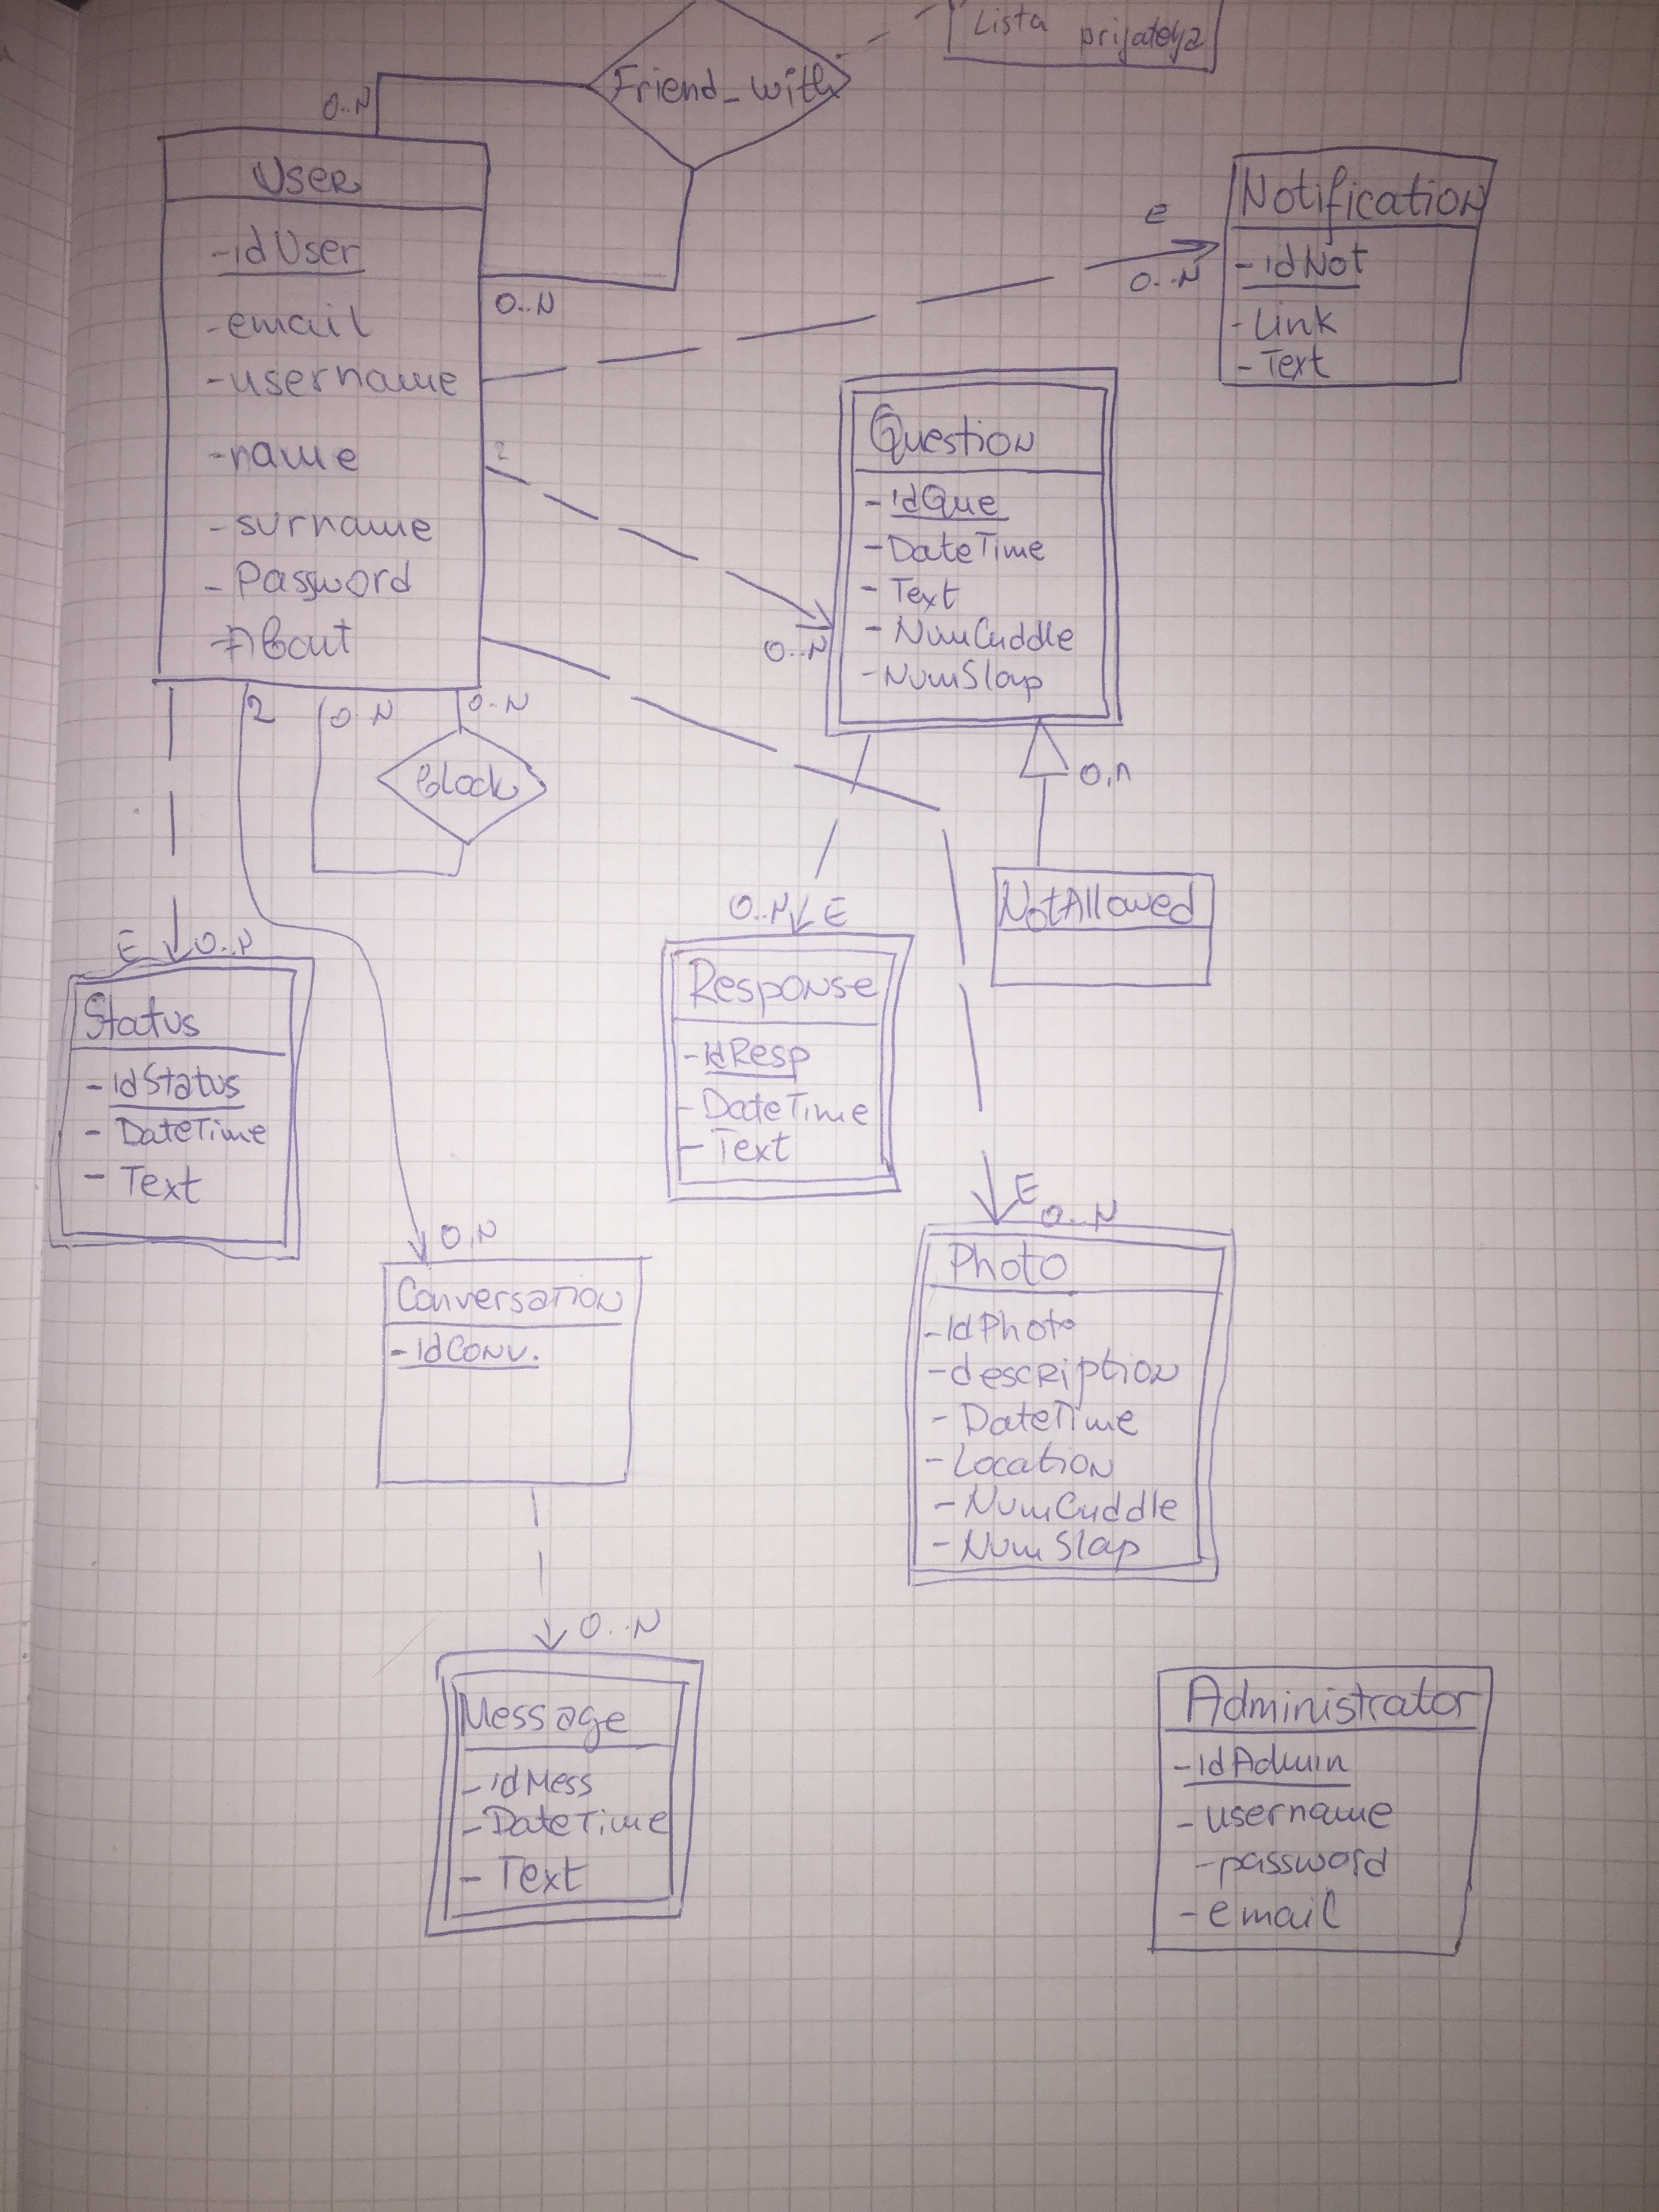 Lista prijatelja
Friend_with
0..N
User
-idUser
-email
-username
-name
-surname
-Password
-About
0..N
e
0..N
Notification
-idNot
-Link
-Text
2
0..N
Question
-idQue
-DateTime
-Text
-NumCuddle
-NumSlap
2
0 N
0..N
block
0,n
NotAllowed
E
0..N
Status
-idStatus
-DateTime
-Text
0..N
E
Response
-idResp
-DateTime
-Text
0,N
Conversation
-idConv.
E
0..N
Photo
-IdPhoto
-description
-DateTime
-Location
-NumCuddle
-NumSlap
0..N
Message
-idMess
-DateTime
-Text
Administrator
-idAdmin
-username
-password
-email